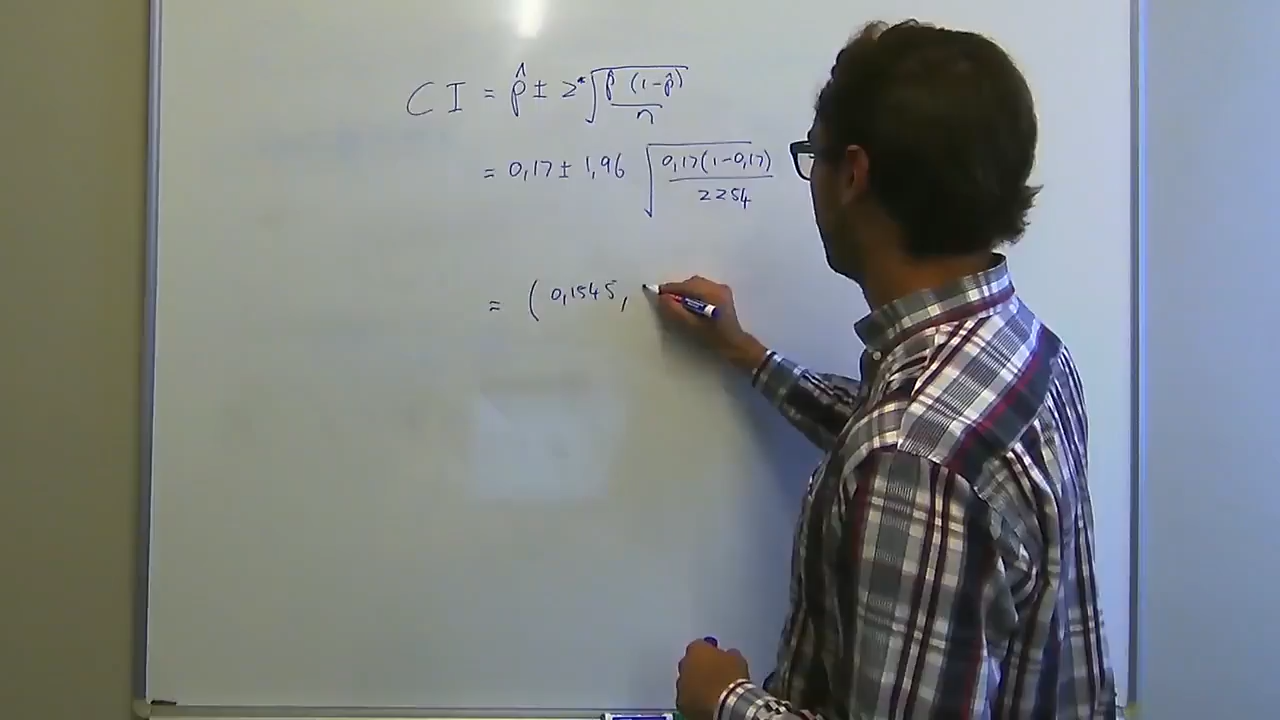 CI = p̂ ± z* √(p̂ (1-p̂) / n)
= 0,17 ± 1,96 √(0,17(1-0,17) / 2254)
= ( 0,1545,